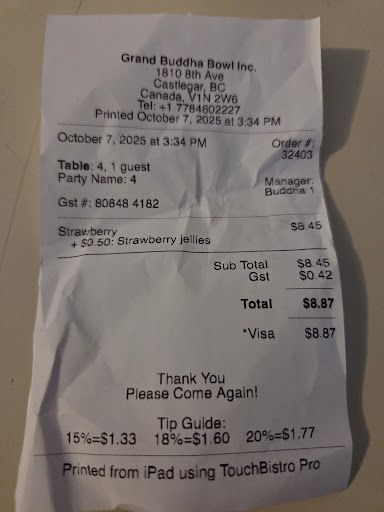 Grand Buddha Bowl Inc.
1810 8th Ave
Castlegar, BC
Canada, V1N 2W6
Tel: +1 7784602227
Printed October 7, 2025 at 3:34 PM
October 7, 2025 at 3:34 PM Order #:
32403
Table: 4, 1 guest
Party Name: 4 Manager:
Buddha 1
Gst #: 80848 4182
Strawberry $8.45
+ $0.50: Strawberry jellies
Sub Total $8.45
Gst $0.42
Total $8.87
*Visa $8.87
Thank You
Please Come Again!
Tip Guide:
15%=$1.33 18%=$1.60 20%=$1.77
Printed from iPad using TouchBistro Pro